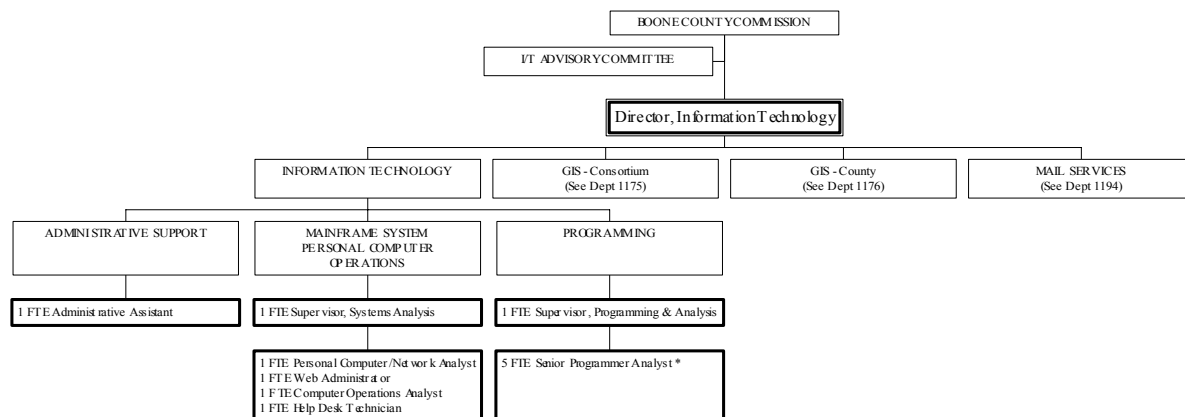 BOONE COUNTY COMMISSION
I/T ADVISORY COMMITTEE
Director, Information Technology
INFORMATION TECHNOLOGY
GIS - Consortium
(See Dept 1175)
GIS - County
(See Dept 1176)
MAIL SERVICES
(See Dept 1194)
ADMINISTRATIVE SUPPORT
MAINFRAME SYSTEM
PERSONAL COMPUTER
OPERATIONS
PROGRAMMING
1 FTE Administrative Assistant
1 FTE Supervisor, Systems Analysis
1 FTE Supervisor, Programming & Analysis
1 FTE Personal Computer/Network Analyst
1 FTE Web Administrator
1 FTE Computer Operations Analyst
1 FTE Help Desk Technician
5 FTE Senior Programmer Analyst *